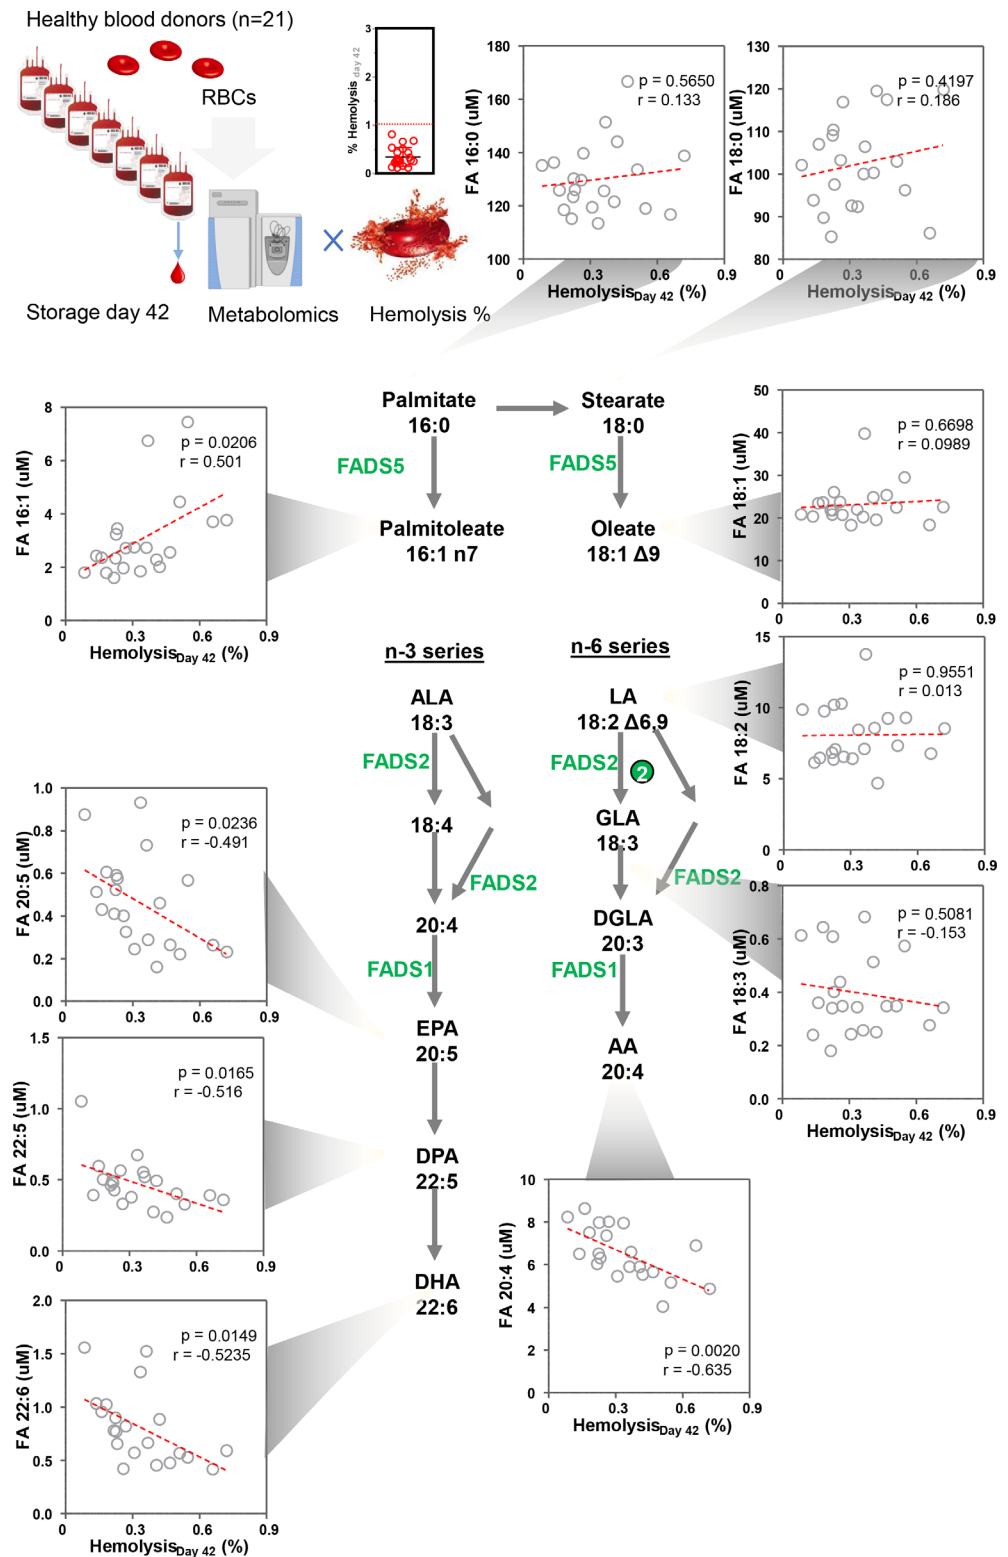 Healthy blood donors (n=21)
RBCs
Storage day 42
Metabolomics
Hemolysis %
% Hemolysis day 42
3
2
1
0
FA 16:0 (uM)
180
160
140
120
100
p = 0.5650
r = 0.133
0
0.3
0.6
0.9
Hemolysis Day 42 (%)
FA 18:0 (uM)
130
120
110
100
90
80
p = 0.4197
r = 0.186
0
0.3
0.6
0.9
Hemolysis Day 42 (%)
FA 16:1 (uM)
8
6
4
2
0
p = 0.0206
r = 0.501
0
0.3
0.6
0.9
Hemolysis Day 42 (%)
Palmitate
16:0
Stearate
18:0
FADS5
FADS5
Palmitoleate
16:1 n7
Oleate
18:1 Δ9
FA 18:1 (uM)
50
40
30
20
10
0
p = 0.6698
r = 0.0989
0
0.3
0.6
0.9
Hemolysis Day 42 (%)
n-3 series
n-6 series
ALA
18:3
LA
18:2 Δ6,9
FADS2
FADS2
2
18:4
GLA
18:3
FADS2
FADS2
20:4
DGLA
20:3
FADS1
FADS1
EPA
20:5
AA
20:4
DPA
22:5
DHA
22:6
FA 18:2 (uM)
15
10
5
0
p = 0.9551
r = 0.013
0
0.3
0.6
0.9
Hemolysis Day 42 (%)
FA 18:3 (uM)
0.8
0.6
0.4
0.2
0.0
p = 0.5081
r = -0.153
0
0.3
0.6
0.9
Hemolysis Day 42 (%)
FA 20:5 (uM)
1.0
0.8
0.6
0.4
0.2
0.0
p = 0.0236
r = -0.491
0
0.3
0.6
0.9
Hemolysis Day 42 (%)
FA 22:5 (uM)
1.5
1.0
0.5
0.0
p = 0.0165
r = -0.516
0
0.3
0.6
0.9
Hemolysis Day 42 (%)
FA 22:6 (uM)
2.0
1.5
1.0
0.5
0.0
p = 0.0149
r = -0.5235
0
0.3
0.6
0.9
Hemolysis Day 42 (%)
FA 20:4 (uM)
10
8
6
4
2
0
p = 0.0020
r = -0.635
0
0.3
0.6
0.9
Hemolysis Day 42 (%)